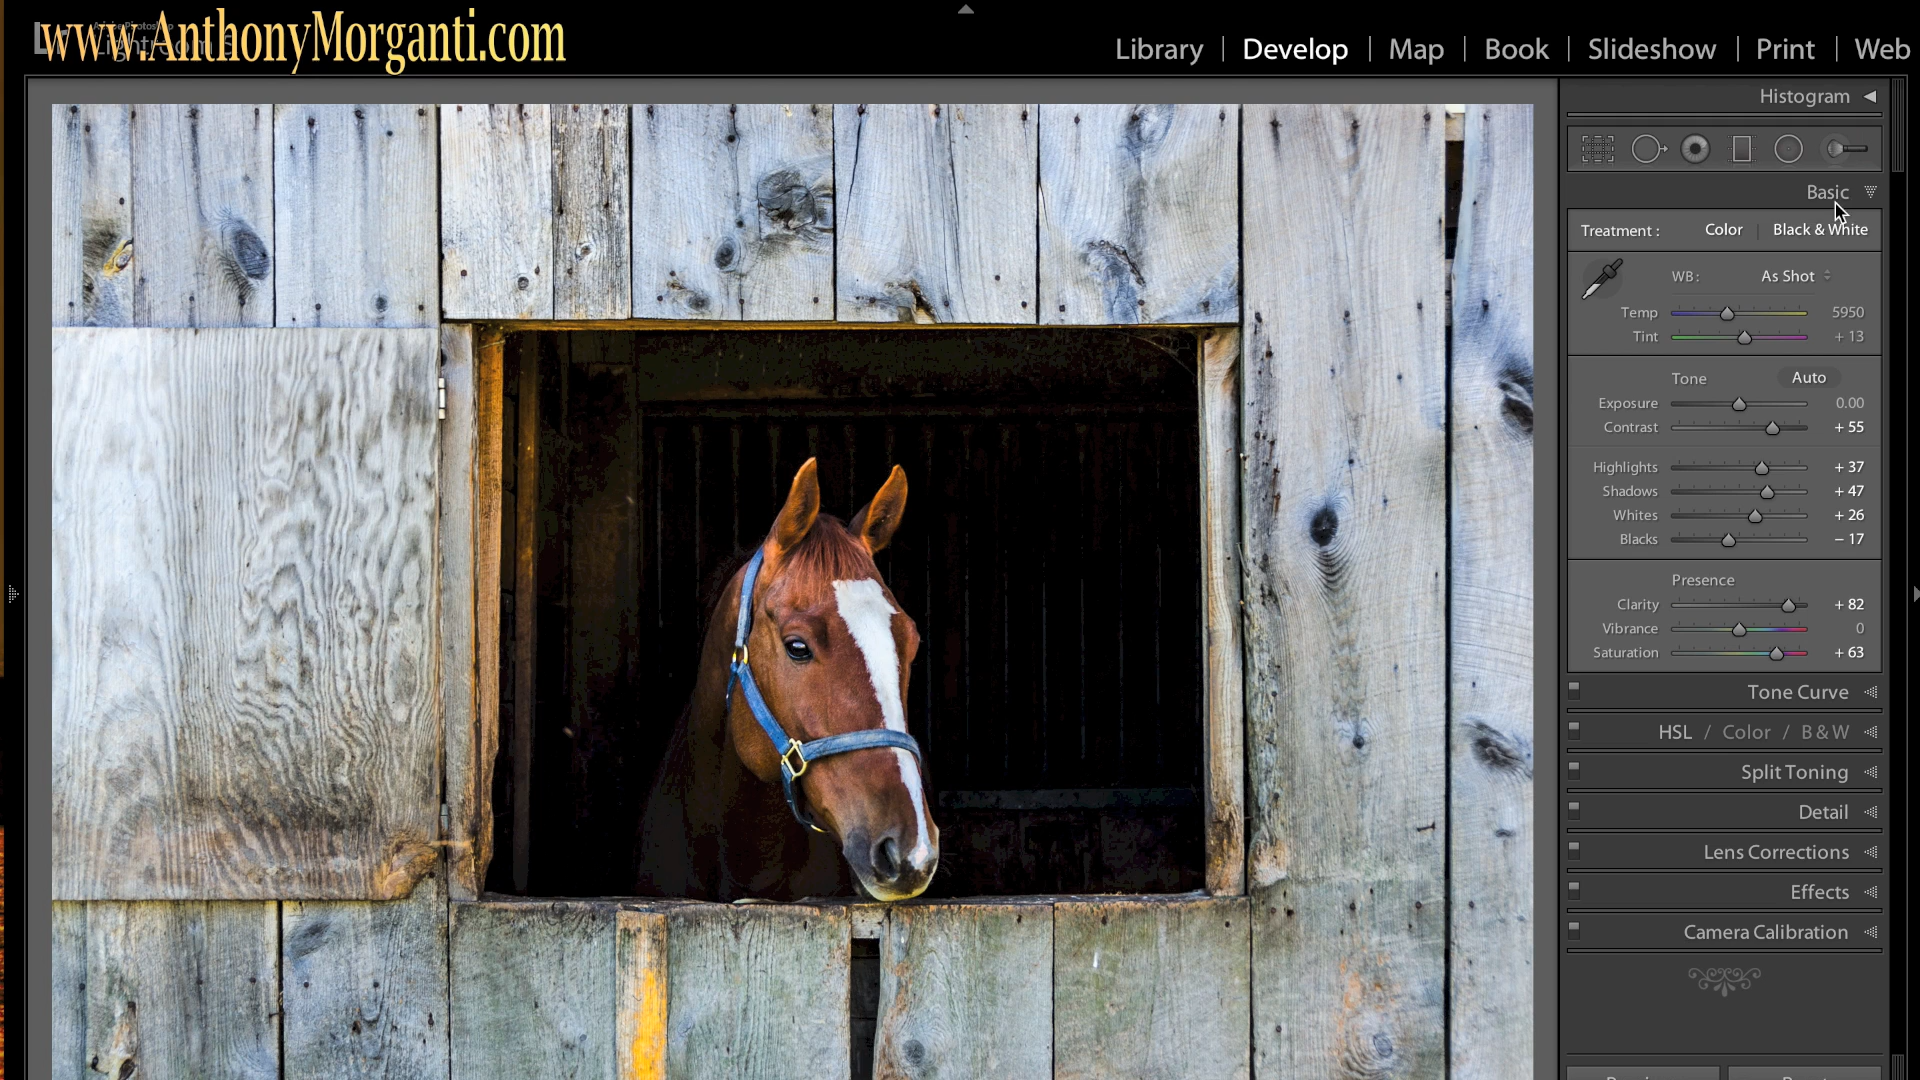 www.AnthonyMorganti.com
Library | Develop | Map | Book | Slideshow | Print | Web
Histogram
Basic
Treatment : Color | Black & White
WB: As Shot
Temp 5950
Tint + 13
Tone Auto
Exposure 0.00
Contrast + 55
Highlights + 37
Shadows + 47
Whites + 26
Blacks − 17
Presence
Clarity + 82
Vibrance 0
Saturation + 63
Tone Curve
HSL / Color / B & W
Split Toning
Detail
Lens Corrections
Effects
Camera Calibration